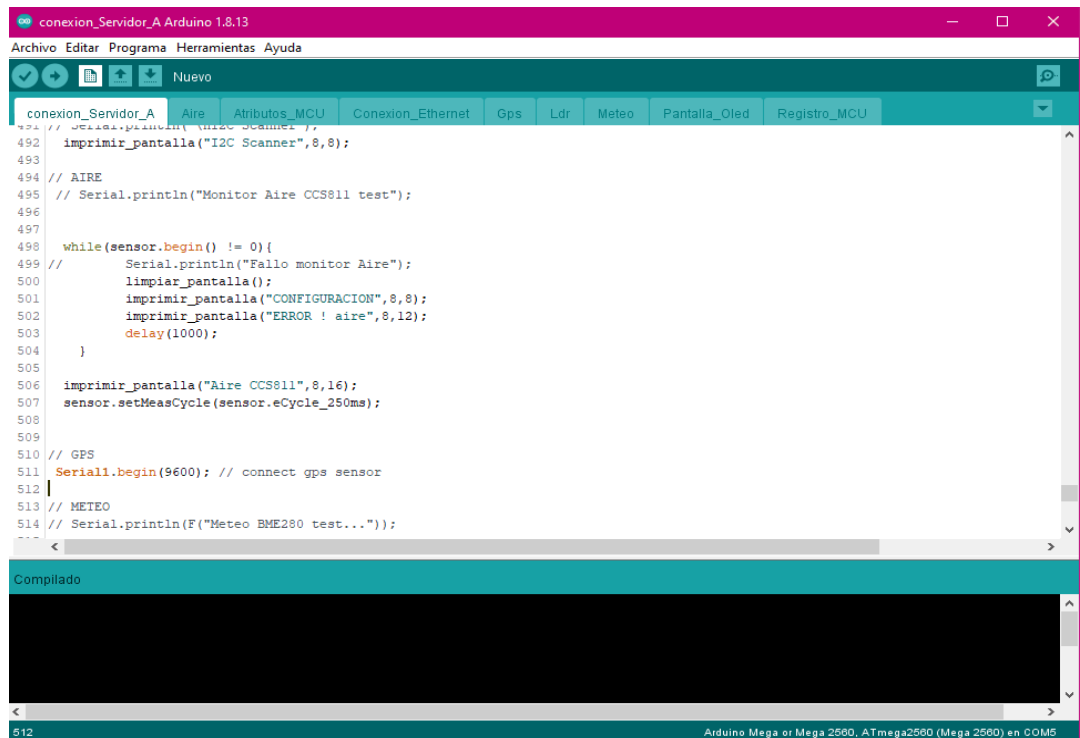 conexion_Servidor_A Arduino 1.8.13
Archivo Editar Programa Herramientas Ayuda
Nuevo
conexion_Servidor_A Aire Atributos_MCU Conexion_Ethernet Gps Ldr Meteo Pantalla_Oled Registro_MCU
491 // Serial.println("\nI2C Scanner");
492 imprimir_pantalla("I2C Scanner",8,8);
493
494 // AIRE
495 // Serial.println("Monitor Aire CCS811 test");
496
497
498 while(sensor.begin() != 0){
499 // Serial.println("Fallo monitor Aire");
500 limpiar_pantalla();
501 imprimir_pantalla("CONFIGURACION",8,8);
502 imprimir_pantalla("ERROR ! aire",8,12);
503 delay(1000);
504 }
505
506 imprimir_pantalla("Aire CCS811",8,16);
507 sensor.setMeasCycle(sensor.eCycle_250ms);
508
509
510 // GPS
511 Serial1.begin(9600); // connect gps sensor
512
513 // METEO
514 // Serial.println(F("Meteo BME280 test..."));
Compilado
512 Arduino Mega or Mega 2560, ATmega2560 (Mega 2560) en COM5